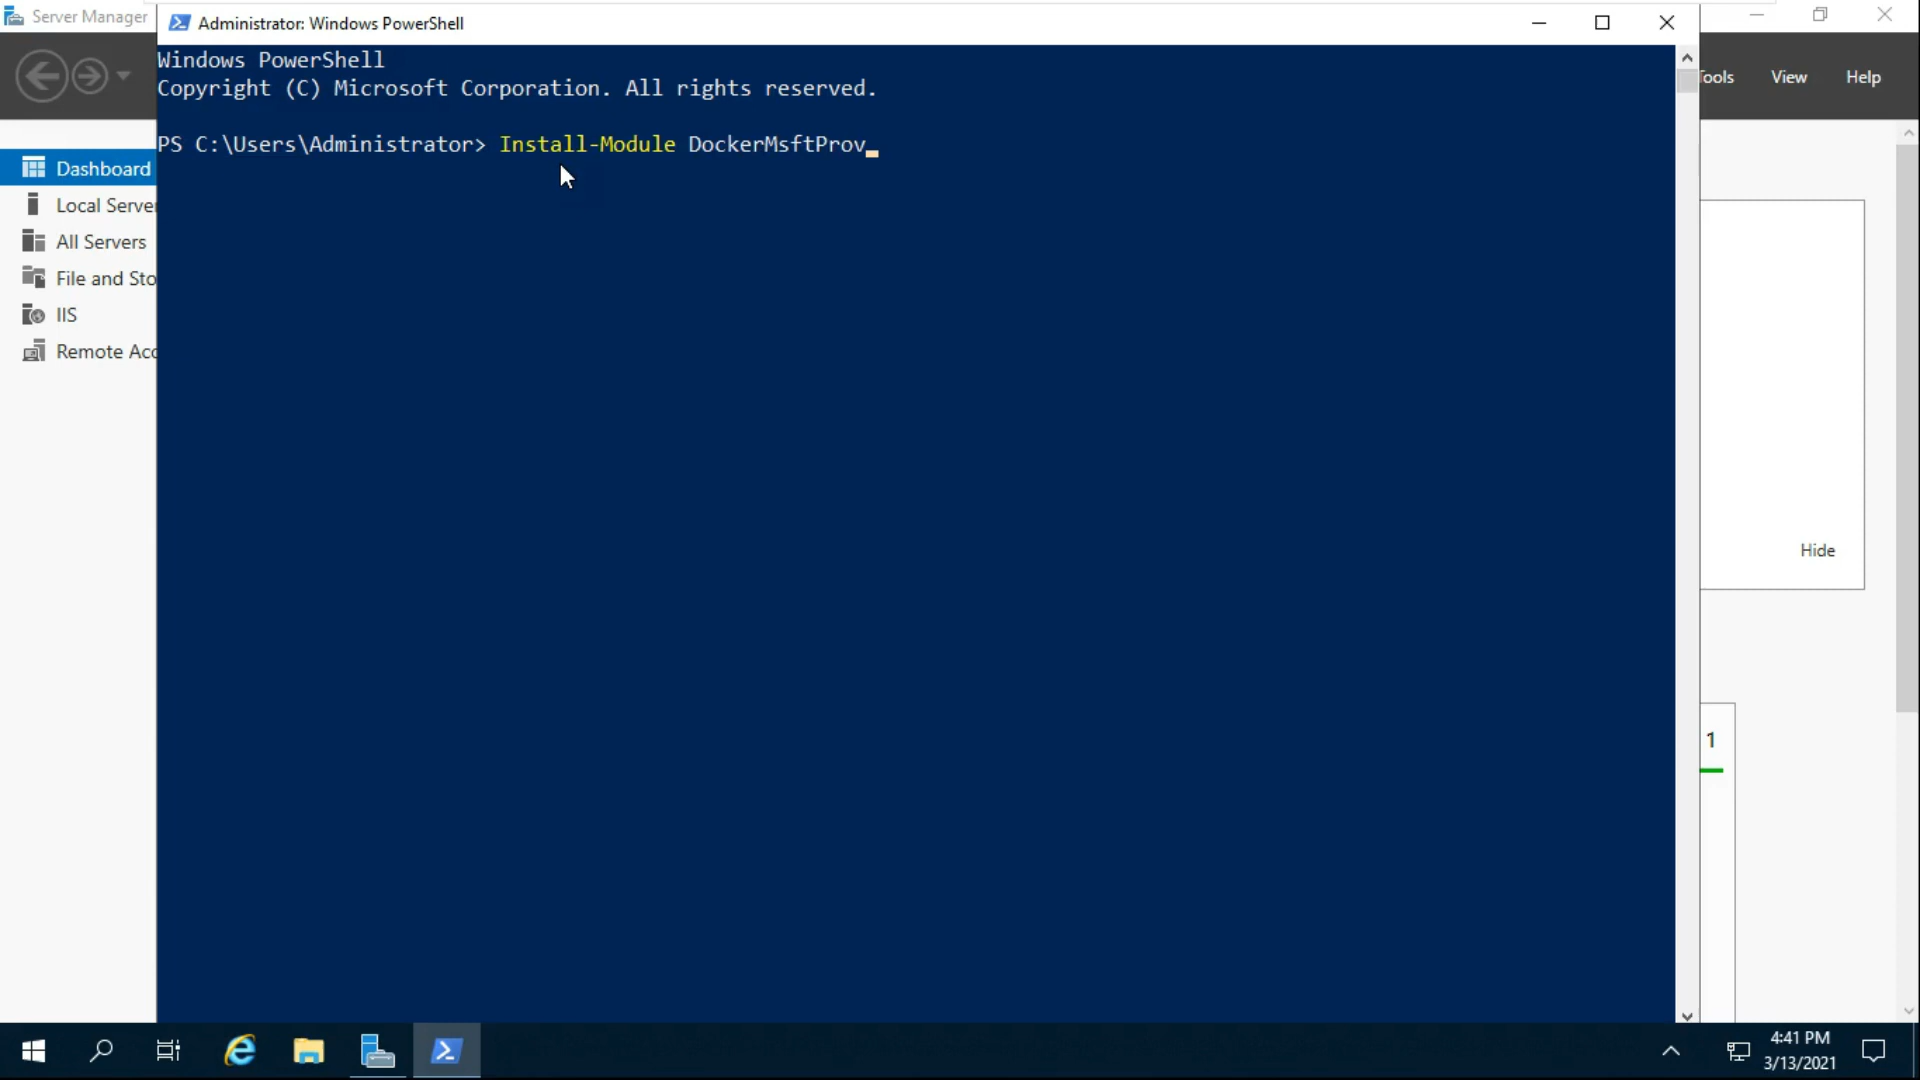 Server Manager
Administrator: Windows PowerShell
Tools
View
Help
Windows PowerShell
Copyright (C) Microsoft Corporation. All rights reserved.
PS C:\Users\Administrator> Install-Module DockerMsftProv
Dashboard
Local Server
All Servers
File and Sto
IIS
Remote Acc
Hide
1
4:41 PM
3/13/2021